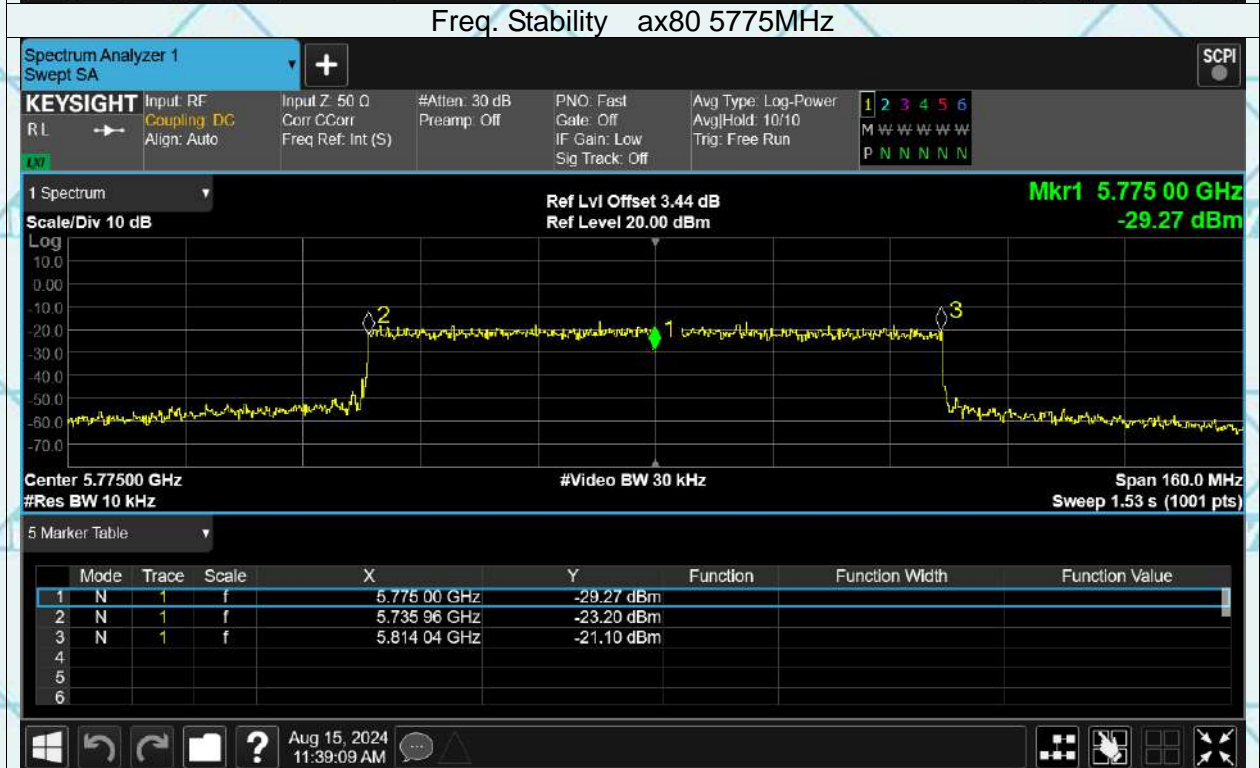 Freq. Stability ax80 5775MHz
Spectrum Analyzer 1
Swept SA
+
SCPI
KEYSIGHT Input: RF Input Z: 50 Ω #Atten: 30 dB PNO: Fast Avg Type: Log-Power 1 2 3 4 5 6
RL Coupling: DC Corr CCorr Preamp: Off Gate: Off Avg|Hold: 10/10 M W W W W W
Align: Auto Freq Ref: Int (S) IF Gain: Low Trig: Free Run
LXI Sig Track: Off P N N N N N
1 Spectrum Ref Lvl Offset 3.44 dB Mkr1 5.775 00 GHz
Scale/Div 10 dB Ref Level 20.00 dBm -29.27 dBm
Log
10.0
0.00
-10.0
2 3
-20.0
1
-30.0
-40.0
-50.0
-60.0
-70.0
Center 5.77500 GHz #Video BW 30 kHz Span 160.0 MHz
#Res BW 10 kHz Sweep 1.53 s (1001 pts)
5 Marker Table
Mode Trace Scale X Y Function Function Width Function Value
1 N 1 f 5.775 00 GHz -29.27 dBm
2 N 1 f 5.735 96 GHz -23.20 dBm
3 N 1 f 5.814 04 GHz -21.10 dBm
4
5
6
? Aug 15, 2024
11:39:09 AM